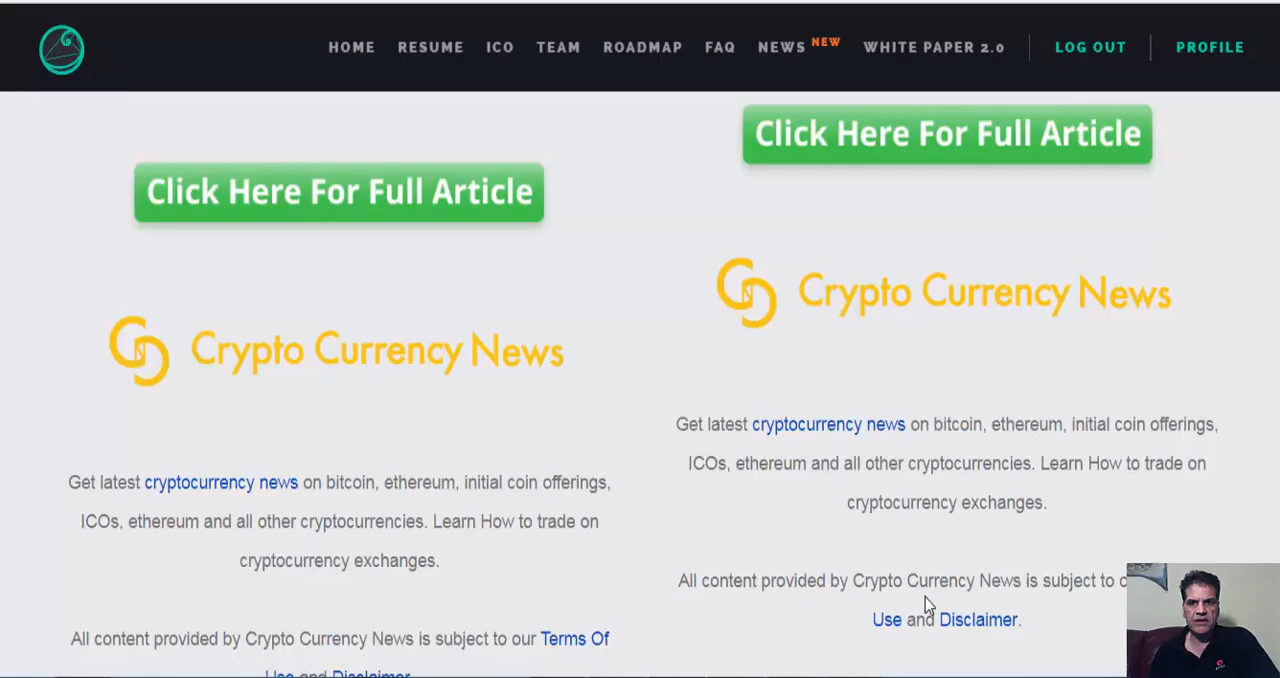 HOME RESUME ICO TEAM ROADMAP FAQ NEWS NEW WHITE PAPER 2.0 LOG OUT PROFILE
Click Here For Full Article
Crypto Currency News
Get latest cryptocurrency news on bitcoin, ethereum, initial coin offerings,
ICOs, ethereum and all other cryptocurrencies. Learn How to trade on
cryptocurrency exchanges.
All content provided by Crypto Currency News is subject to our Terms Of
Use and Disclaimer.
Click Here For Full Article
Crypto Currency News
Get latest cryptocurrency news on bitcoin, ethereum, initial coin offerings,
ICOs, ethereum and all other cryptocurrencies. Learn How to trade on
cryptocurrency exchanges.
All content provided by Crypto Currency News is subject to
Use and Disclaimer.